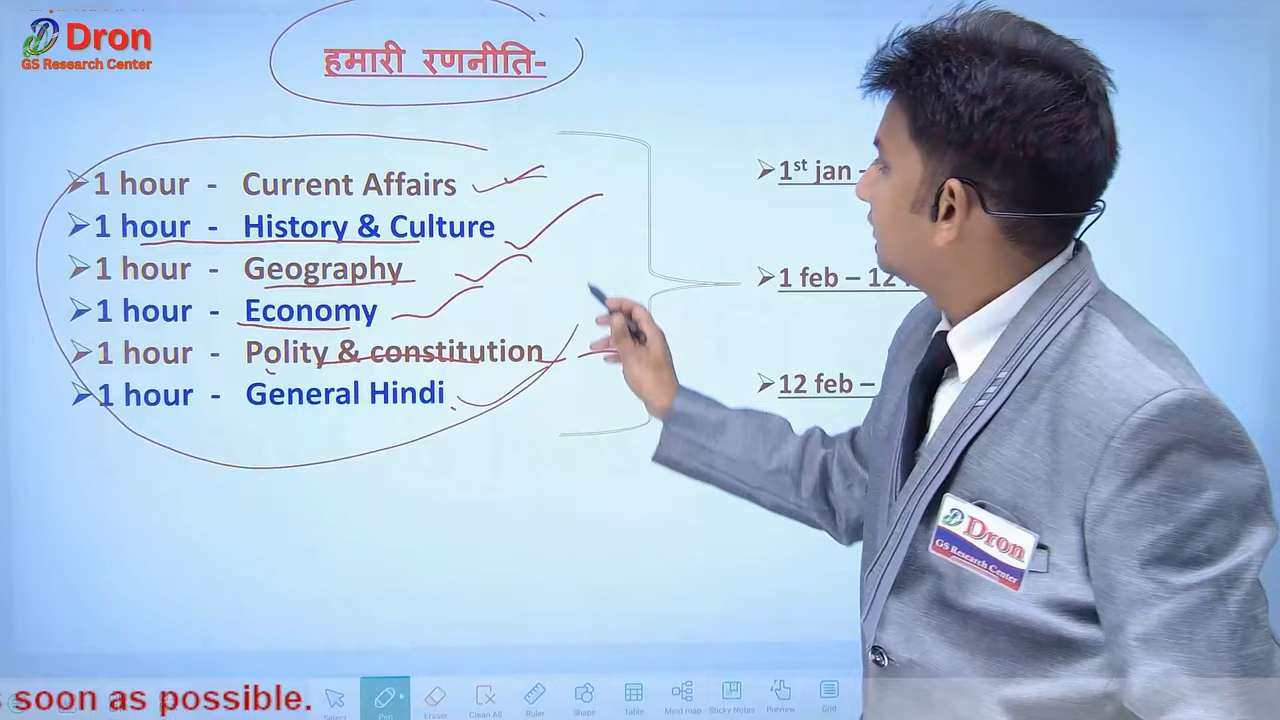 Dron
GS Research Center
हमारी रणनीति-
➢1 hour - Current Affairs
➢1 hour - History & Culture
➢1 hour - Geography
➢1 hour - Economy
➢1 hour - Polity & constitution
➢1 hour - General Hindi
➢1st jan -
➢1 feb – 12
➢12 feb –
Dron
GS Research Center
soon as possible.
Select
Pen
Eraser
Clean All
Ruler
Shape
Table
Mind map
Sticky Notes
Preview
Grid